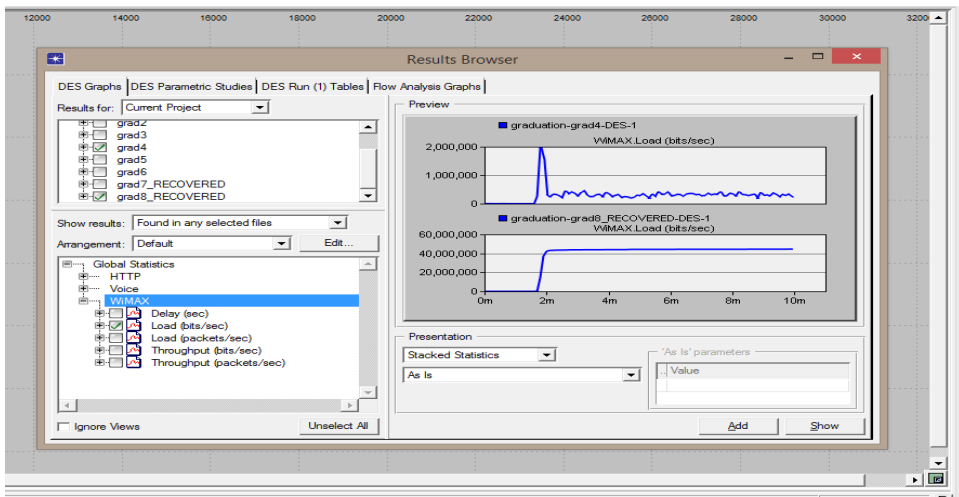 12000 14000 16000 18000 20000 22000 24000 26000 28000 30000 3200
Results Browser
DES Graphs DES Parametric Studies DES Run (1) Tables Flow Analysis Graphs
Results for: Current Project
grad2
grad3
grad4
grad5
grad6
grad7_RECOVERED
grad8_RECOVERED
Show results: Found in any selected files
Arrangement: Default Edit...
Global Statistics
HTTP
Voice
WiMAX
Delay (sec)
Load (bits/sec)
Load (packets/sec)
Throughput (bits/sec)
Throughput (packets/sec)
Ignore Views Unselect All
Preview
graduation-grad4-DES-1
WiMAX.Load (bits/sec)
2,000,000
1,000,000
0
graduation-grad8_RECOVERED-DES-1
WiMAX.Load (bits/sec)
60,000,000
40,000,000
20,000,000
0
0m 2m 4m 6m 8m 10m
Presentation
Stacked Statistics
As Is
'As Is' parameters
.. Value
Add Show